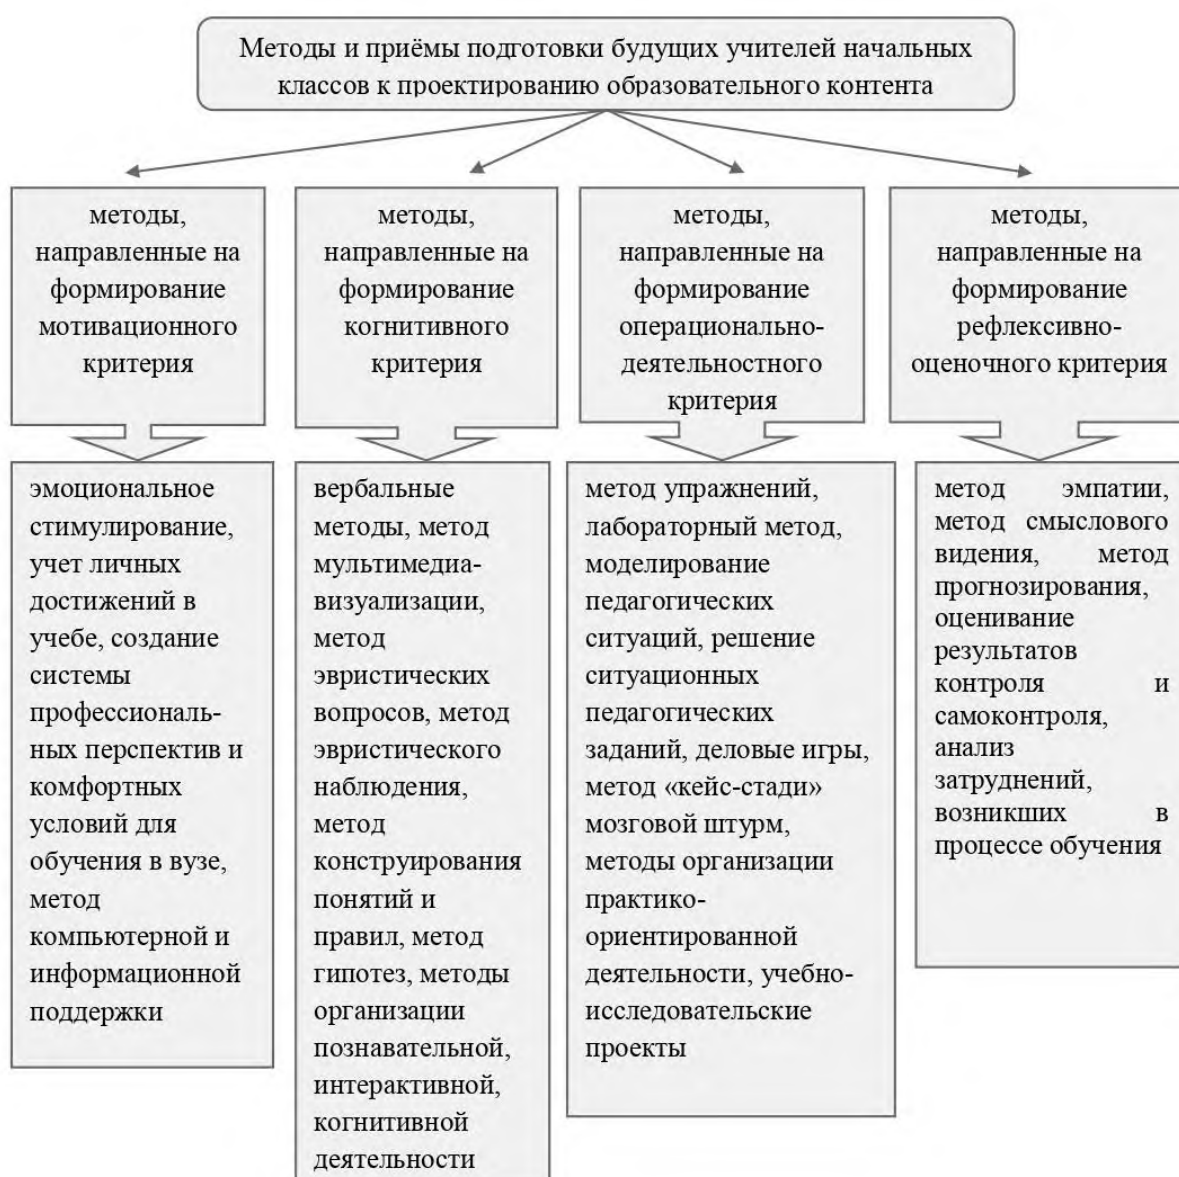 Методы и приёмы подготовки будущих учителей начальных
классов к проектированию образовательного контента
методы,
направленные на
формирование
мотивационного
критерия
методы,
направленные на
формирование
когнитивного
критерия
методы,
направленные на
формирование
операционально-
деятельностного
критерия
методы,
направленные на
формирование
рефлексивно-
оценочного критерия
эмоциональное
стимулирование,
учет личных
достижений в
учебе, создание
системы
профессиональ-
ных перспектив и
комфортных
условий для
обучения в вузе,
метод
компьютерной и
информационной
поддержки
вербальные
методы, метод
мультимедиа-
визуализации,
метод
эвристических
вопросов, метод
эвристического
наблюдения,
метод
конструирования
понятий и
правил, метод
гипотез, методы
организации
познавательной,
интерактивной,
когнитивной
деятельности
метод упражнений,
лабораторный метод,
моделирование
педагогических
ситуаций, решение
ситуационных
педагогических
заданий, деловые игры,
метод «кейс-стади»
мозговой штурм,
методы организации
практико-
ориентированной
деятельности, учебно-
исследовательские
проекты
метод эмпатии,
метод смыслового
видения, метод
прогнозирования,
оценивание
результатов
контроля и
самоконтроля,
анализ
затруднений,
возникших в
процессе обучения